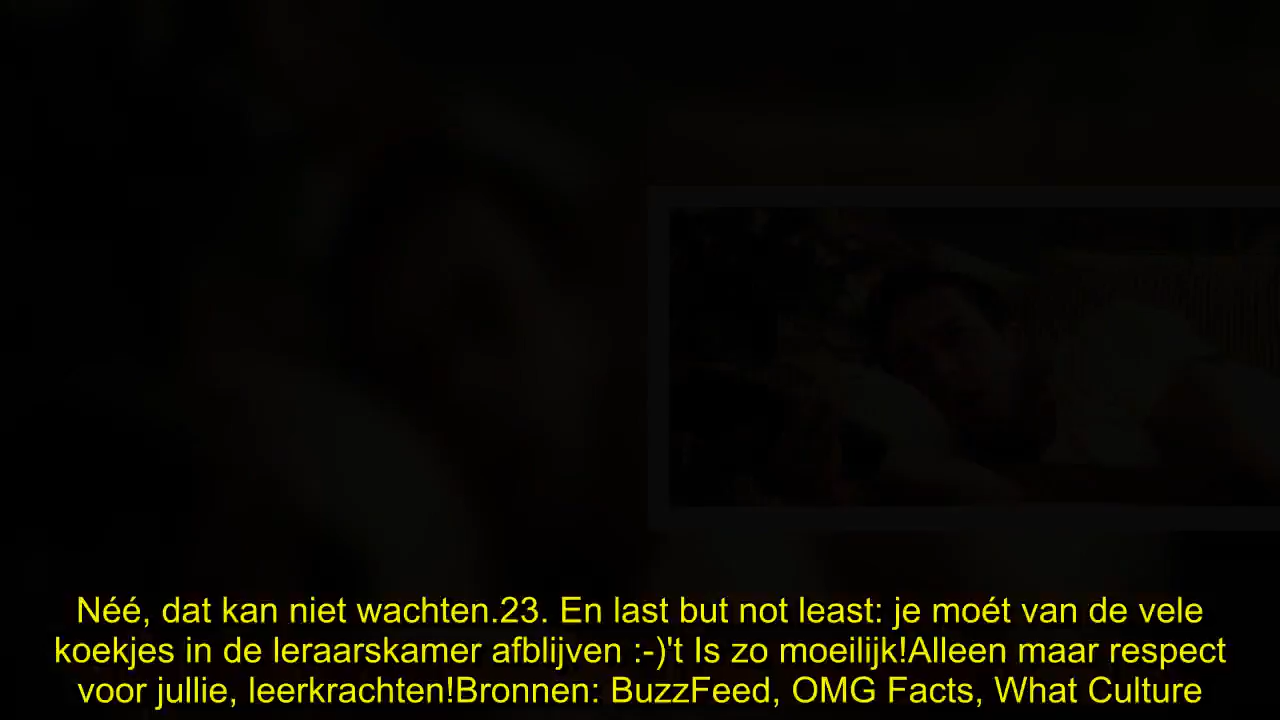 Néé, dat kan niet wachten.23. En last but not least: je moét van de vele
koekjes in de leraarskamer afblijven :-)'t Is zo moeilijk!Alleen maar respect
voor jullie, leerkrachten!Bronnen: BuzzFeed, OMG Facts, What Culture